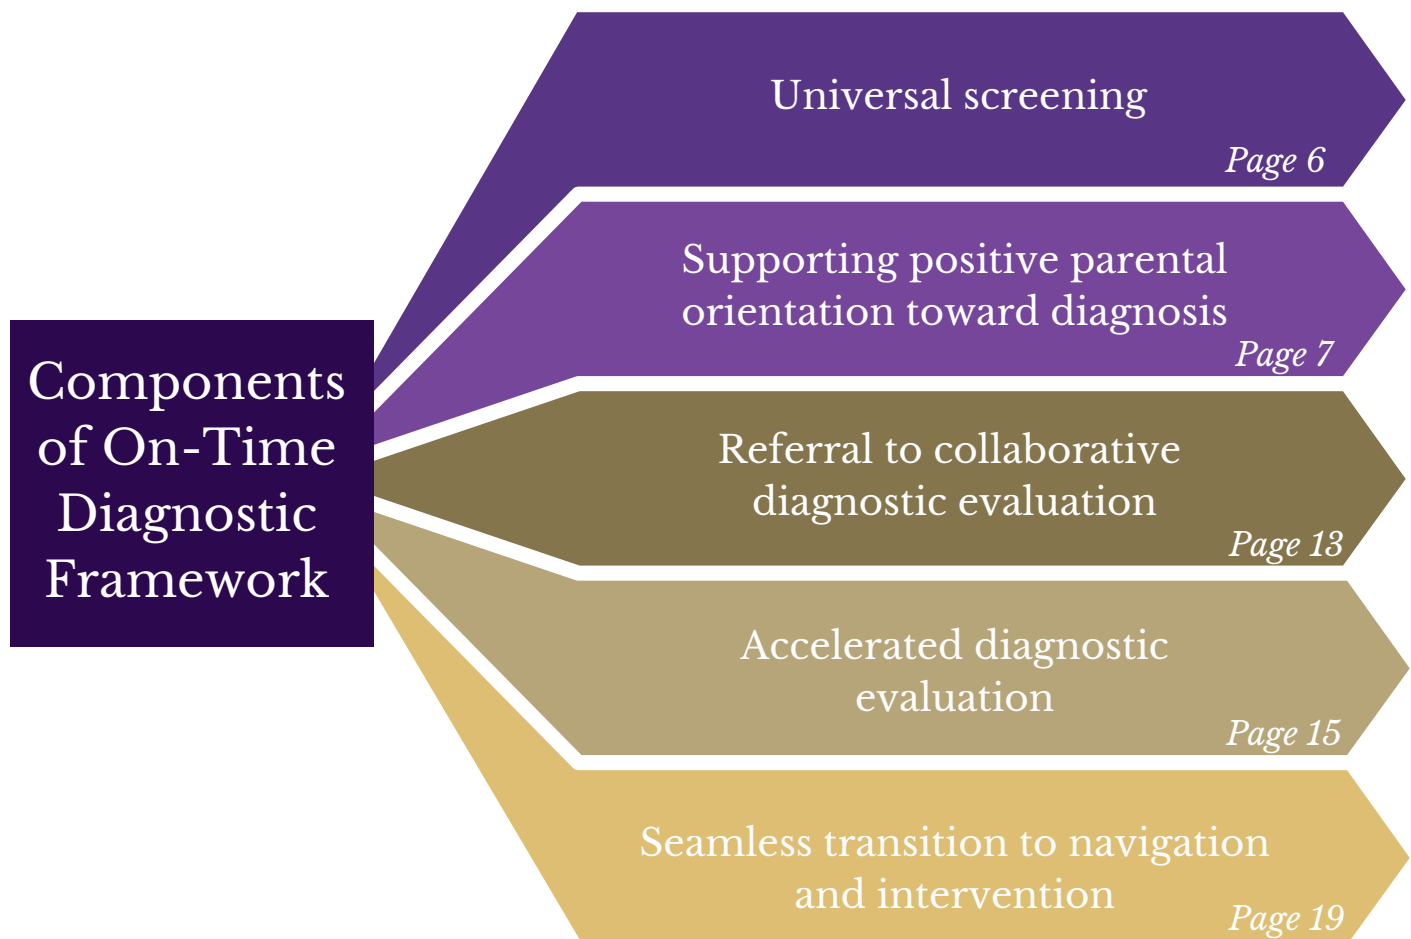 Components
of On-Time
Diagnostic
Framework
Universal screening
Page 6
Supporting positive parental
orientation toward diagnosis
Page 7
Referral to collaborative
diagnostic evaluation
Page 13
Accelerated diagnostic
evaluation
Page 15
Seamless transition to navigation
and intervention
Page 19